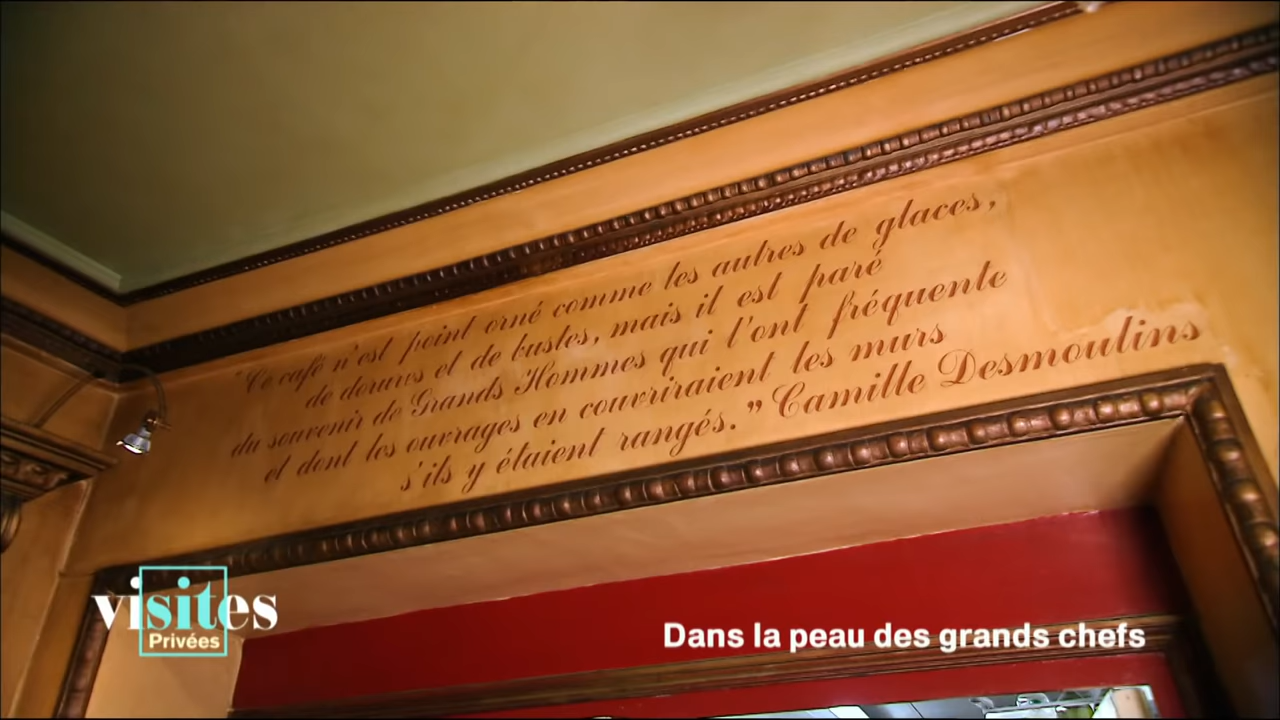 "Ce café n'est point orné comme les autres de glaces,
de dorures et de bustes, mais il est paré
du souvenir de Grands Hommes qui l'ont fréquenté
et dont les ouvrages en couvriraient les murs
s'ils y étaient rangés." Camille Desmoulins
visites
Privées
Dans la peau des grands chefs